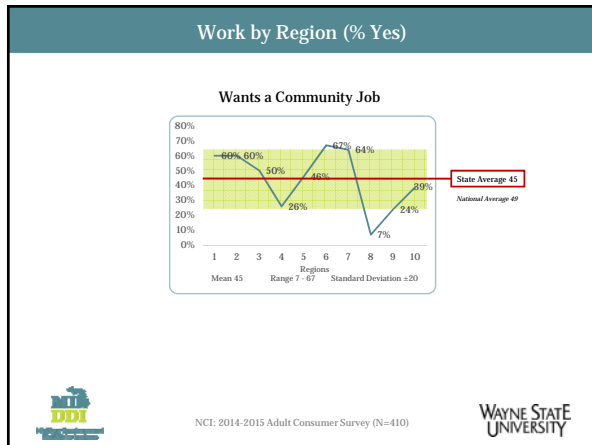 Work by Region (% Yes)
Wants a Community Job
80%
70%
60%
50%
40%
30%
20%
10%
0%
60%
60%
50%
26%
46%
67%
64%
7%
24%
39%
1 2 3 4 5 6 7 8 9 10
Regions
Mean 45 Range 7 - 67 Standard Deviation ±20
State Average 45
National Average 49
MI
DDI
NCI: 2014-2015 Adult Consumer Survey (N=410)
WAYNE STATE
UNIVERSITY